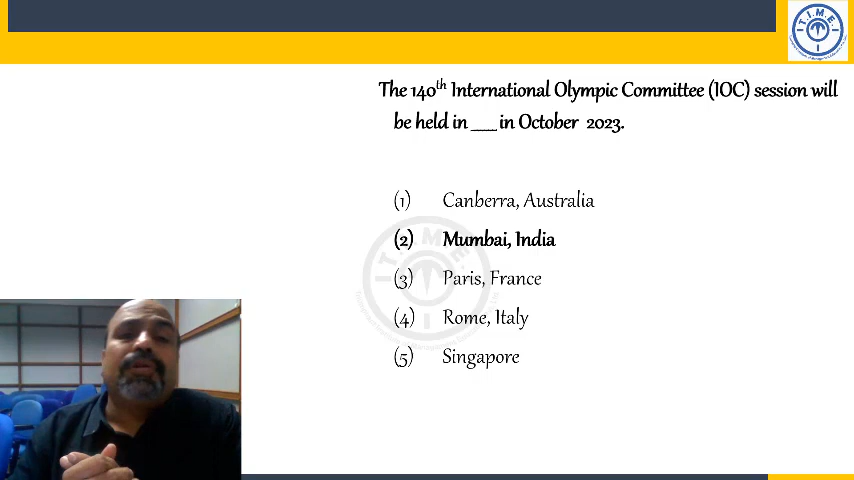 T.I.M.E.
The 140th International Olympic Committee (IOC) session will
be held in ____ in October 2023.
(1) Canberra, Australia
(2) Mumbai, India
(3) Paris, France
(4) Rome, Italy
(5) Singapore
T.I.M.E.